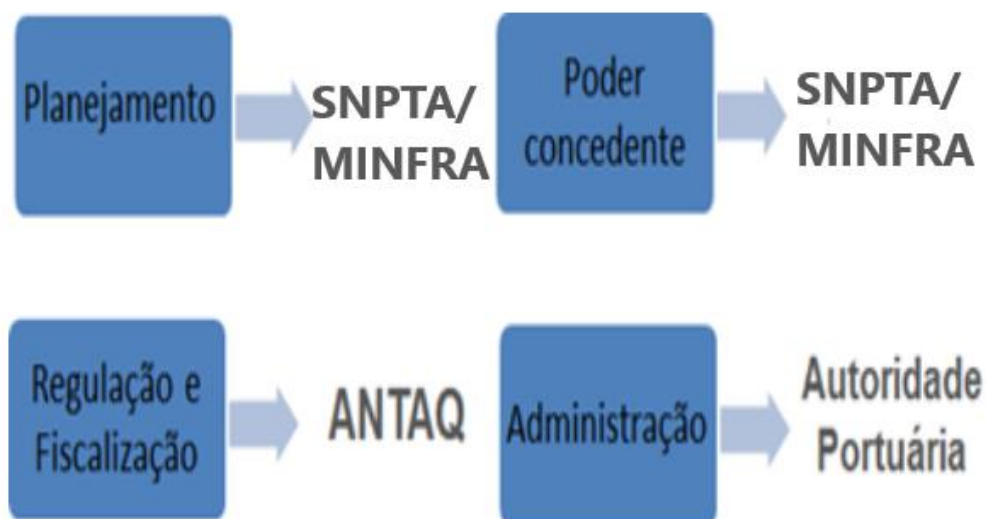 Planejamento
SNPTA/
MINFRA
Poder
concedente
SNPTA/
MINFRA
Regulação e
Fiscalização
ANTAQ
Administração
Autoridade
Portuária